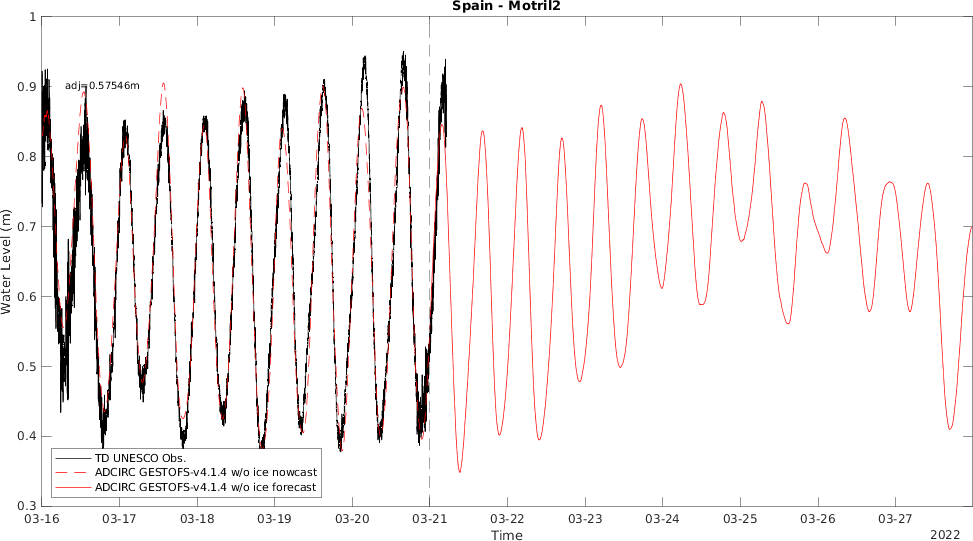 Spain - Motril2
adj=0.57546m
1
0.9
0.8
0.7
0.6
0.5
0.4
0.3
Water Level (m)
TD UNESCO Obs.
ADCIRC GESTOFS-v4.1.4 w/o ice nowcast
ADCIRC GESTOFS-v4.1.4 w/o ice forecast
03-16 03-17 03-18 03-19 03-20 03-21 03-22 03-23 03-24 03-25 03-26 03-27
Time
2022